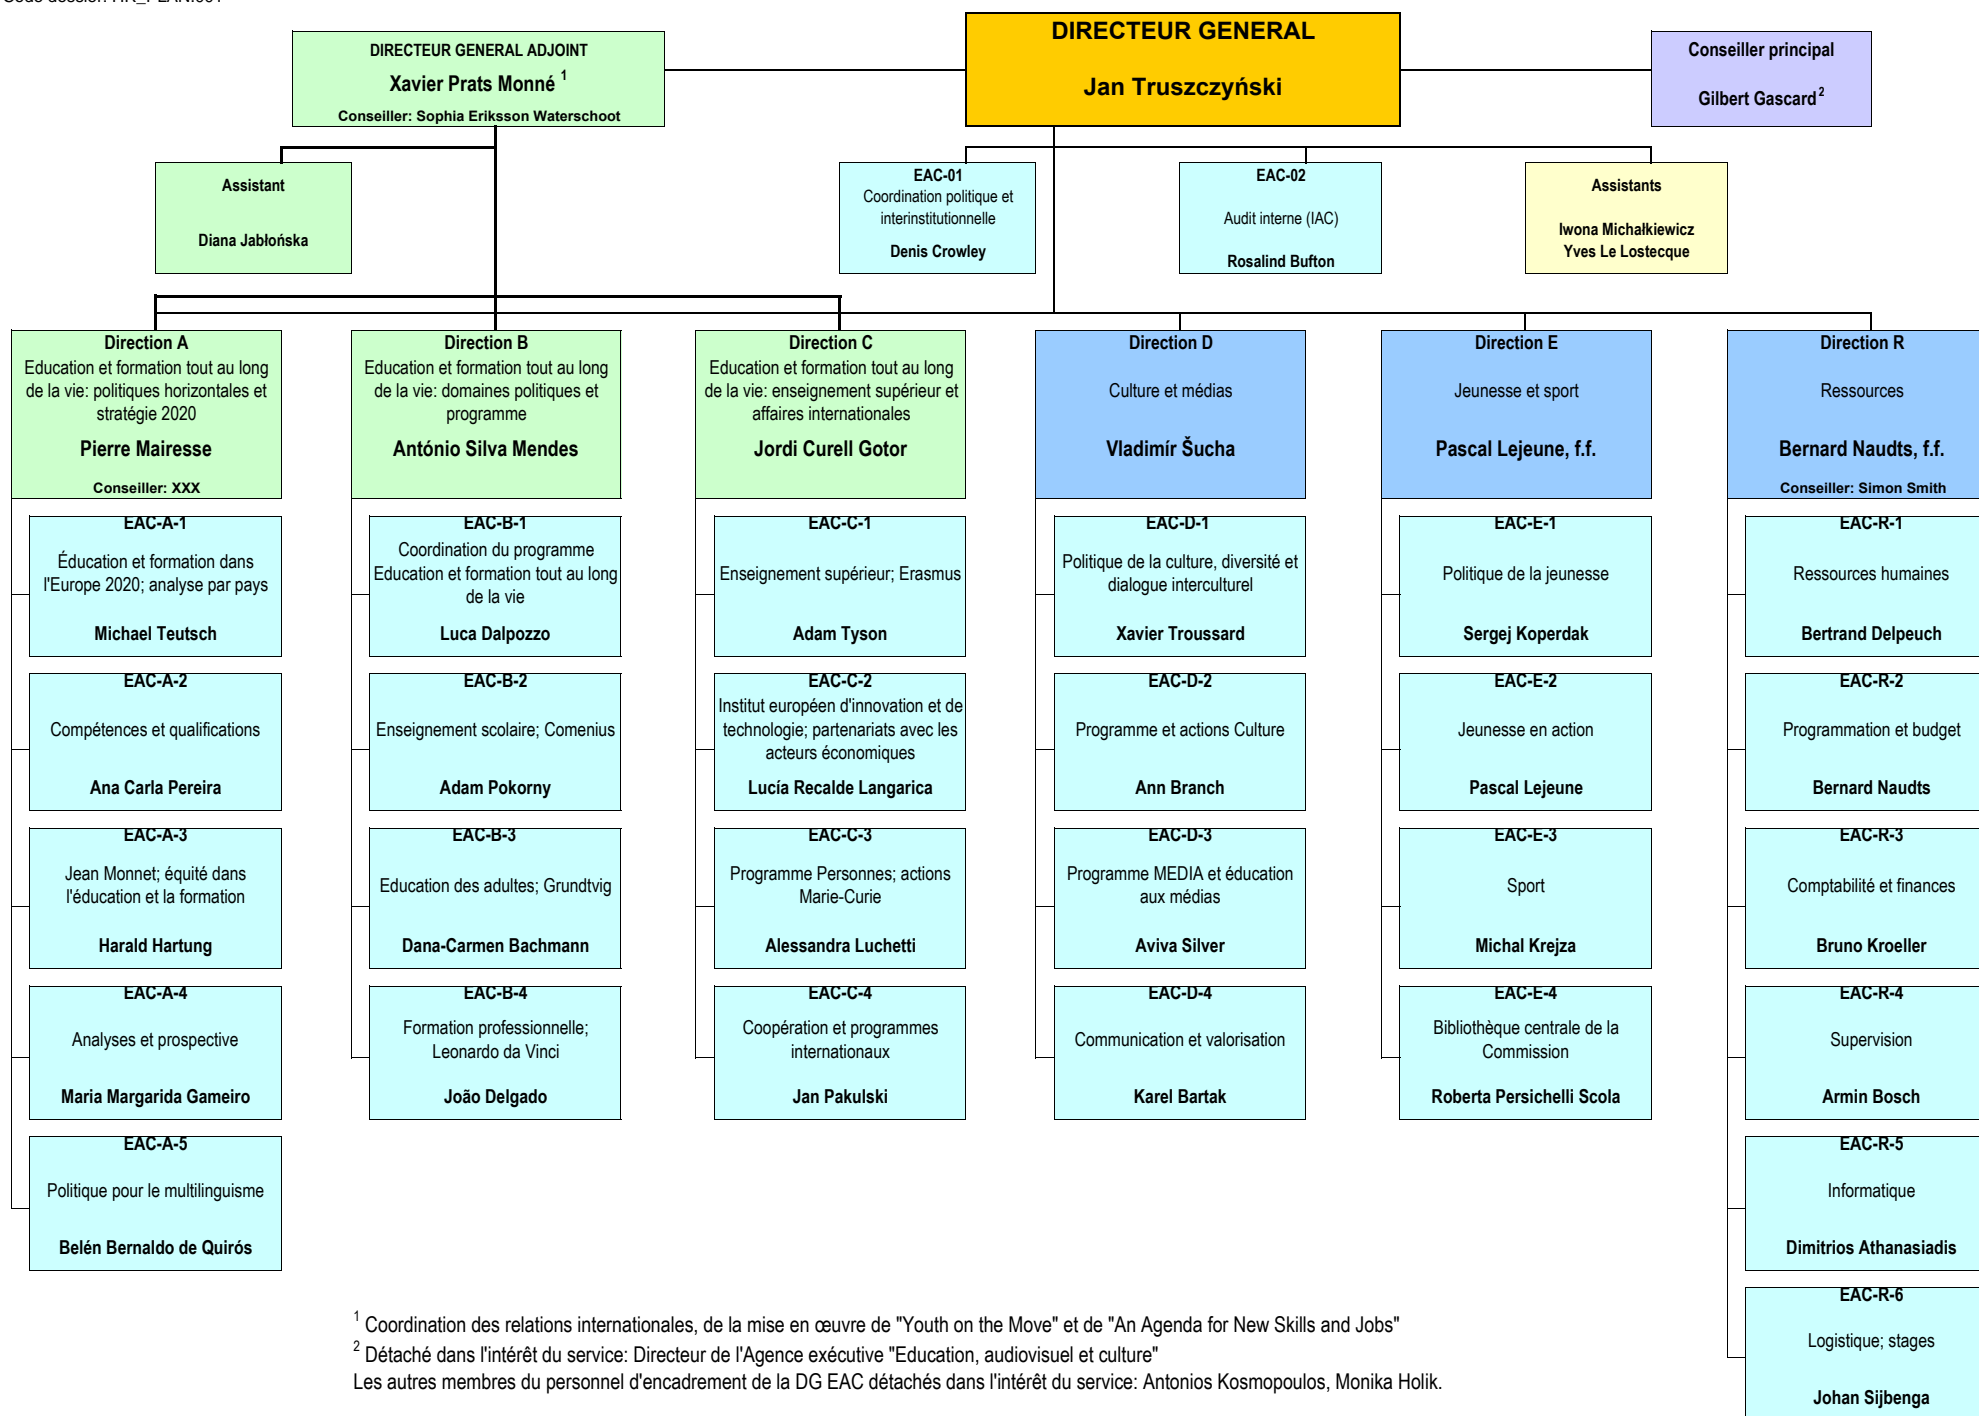 DIRECTEUR GENERAL
Jan Truszczyński
DIRECTEUR GENERAL ADJOINT
Xavier Prats Monné 1
Conseiller: Sophia Eriksson Waterschoot
Conseiller principal
Gilbert Gascard 2
Assistant
Diana Jabłońska
EAC-01
Coordination politique et
interinstitutionnelle
Denis Crowley
EAC-02
Audit interne (IAC)
Rosalind Bufton
Assistants
Iwona Michałkiewicz
Yves Le Lostecque
Direction A
Education et formation tout au long
de la vie: politiques horizontales et
stratégie 2020
Pierre Mairesse
Conseiller: XXX
Direction B
Education et formation tout au long
de la vie: domaines politiques et
programme
António Silva Mendes
Direction C
Education et formation tout au long
de la vie: enseignement supérieur et
affaires internationales
Jordi Curell Gotor
Direction D
Culture et médias
Vladimír Šucha
Direction E
Jeunesse et sport
Pascal Lejeune, f.f.
Direction R
Ressources
Bernard Naudts, f.f.
Conseiller: Simon Smith
EAC-A-1
Éducation et formation dans
l'Europe 2020; analyse par pays
Michael Teutsch
EAC-B-1
Coordination du programme
Education et formation tout au long
de la vie
Luca Dalpozzo
EAC-C-1
Enseignement supérieur; Erasmus
Adam Tyson
EAC-D-1
Politique de la culture, diversité et
dialogue interculturel
Xavier Troussard
EAC-E-1
Politique de la jeunesse
Sergej Koperdak
EAC-R-1
Ressources humaines
Bertrand Delpeuch
EAC-A-2
Compétences et qualifications
Ana Carla Pereira
EAC-B-2
Enseignement scolaire; Comenius
Adam Pokorny
EAC-C-2
Institut européen d'innovation et de
technologie; partenariats avec les
acteurs économiques
Lucía Recalde Langarica
EAC-D-2
Programme et actions Culture
Ann Branch
EAC-E-2
Jeunesse en action
Pascal Lejeune
EAC-R-2
Programmation et budget
Bernard Naudts
EAC-A-3
Jean Monnet; équité dans
l'éducation et la formation
Harald Hartung
EAC-B-3
Education des adultes; Grundtvig
Dana-Carmen Bachmann
EAC-C-3
Programme Personnes; actions
Marie-Curie
Alessandra Luchetti
EAC-D-3
Programme MEDIA et éducation
aux médias
Aviva Silver
EAC-E-3
Sport
Michal Krejza
EAC-R-3
Comptabilité et finances
Bruno Kroeller
EAC-A-4
Analyses et prospective
Maria Margarida Gameiro
EAC-B-4
Formation professionnelle;
Leonardo da Vinci
João Delgado
EAC-C-4
Coopération et programmes
internationaux
Jan Pakulski
EAC-D-4
Communication et valorisation
Karel Bartak
EAC-E-4
Bibliothèque centrale de la
Commission
Roberta Persichelli Scola
EAC-R-4
Supervision
Armin Bosch
EAC-A-5
Politique pour le multilinguisme
Belén Bernaldo de Quirós
EAC-R-5
Informatique
Dimitrios Athanasiadis
EAC-R-6
Logistique; stages
Johan Sijbenga
1 Coordination des relations internationales, de la mise en œuvre de "Youth on the Move" et de "An Agenda for New Skills and Jobs"
2 Détaché dans l'intérêt du service: Directeur de l'Agence exécutive "Education, audiovisuel et culture"
Les autres membres du personnel d'encadrement de la DG EAC détachés dans l'intérêt du service: Antonios Kosmopoulos, Monika Holik.